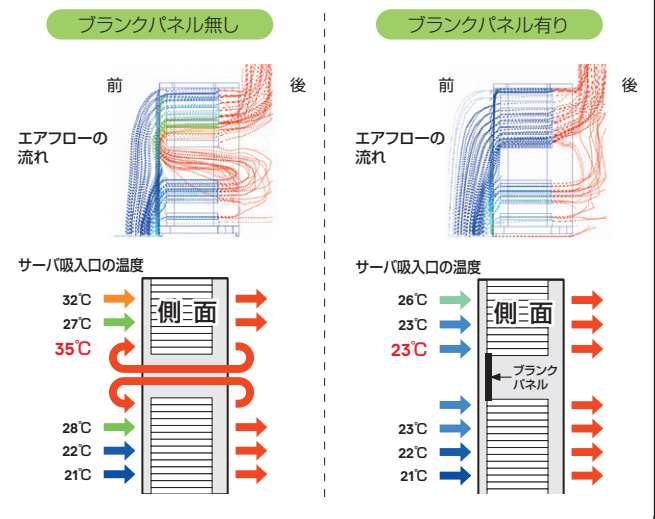 ブランクパネル無し
前
後
エアフローの
流れ
サーバ吸入口の温度
32℃
27℃
35℃
28℃
22℃
21℃
側面
ブランクパネル有り
前
後
エアフローの
流れ
サーバ吸入口の温度
26℃
23℃
23℃
23℃
22℃
21℃
側面
ブランク
パネル